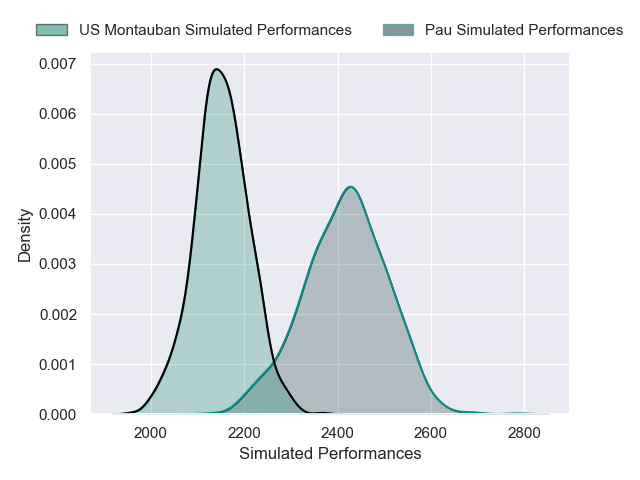 US Montauban Simulated Performances Pau Simulated Performances
0.007
0.006
0.005
0.004
0.003
0.002
0.001
0.000
Density
2000 2200 2400 2600 2800
Simulated Performances